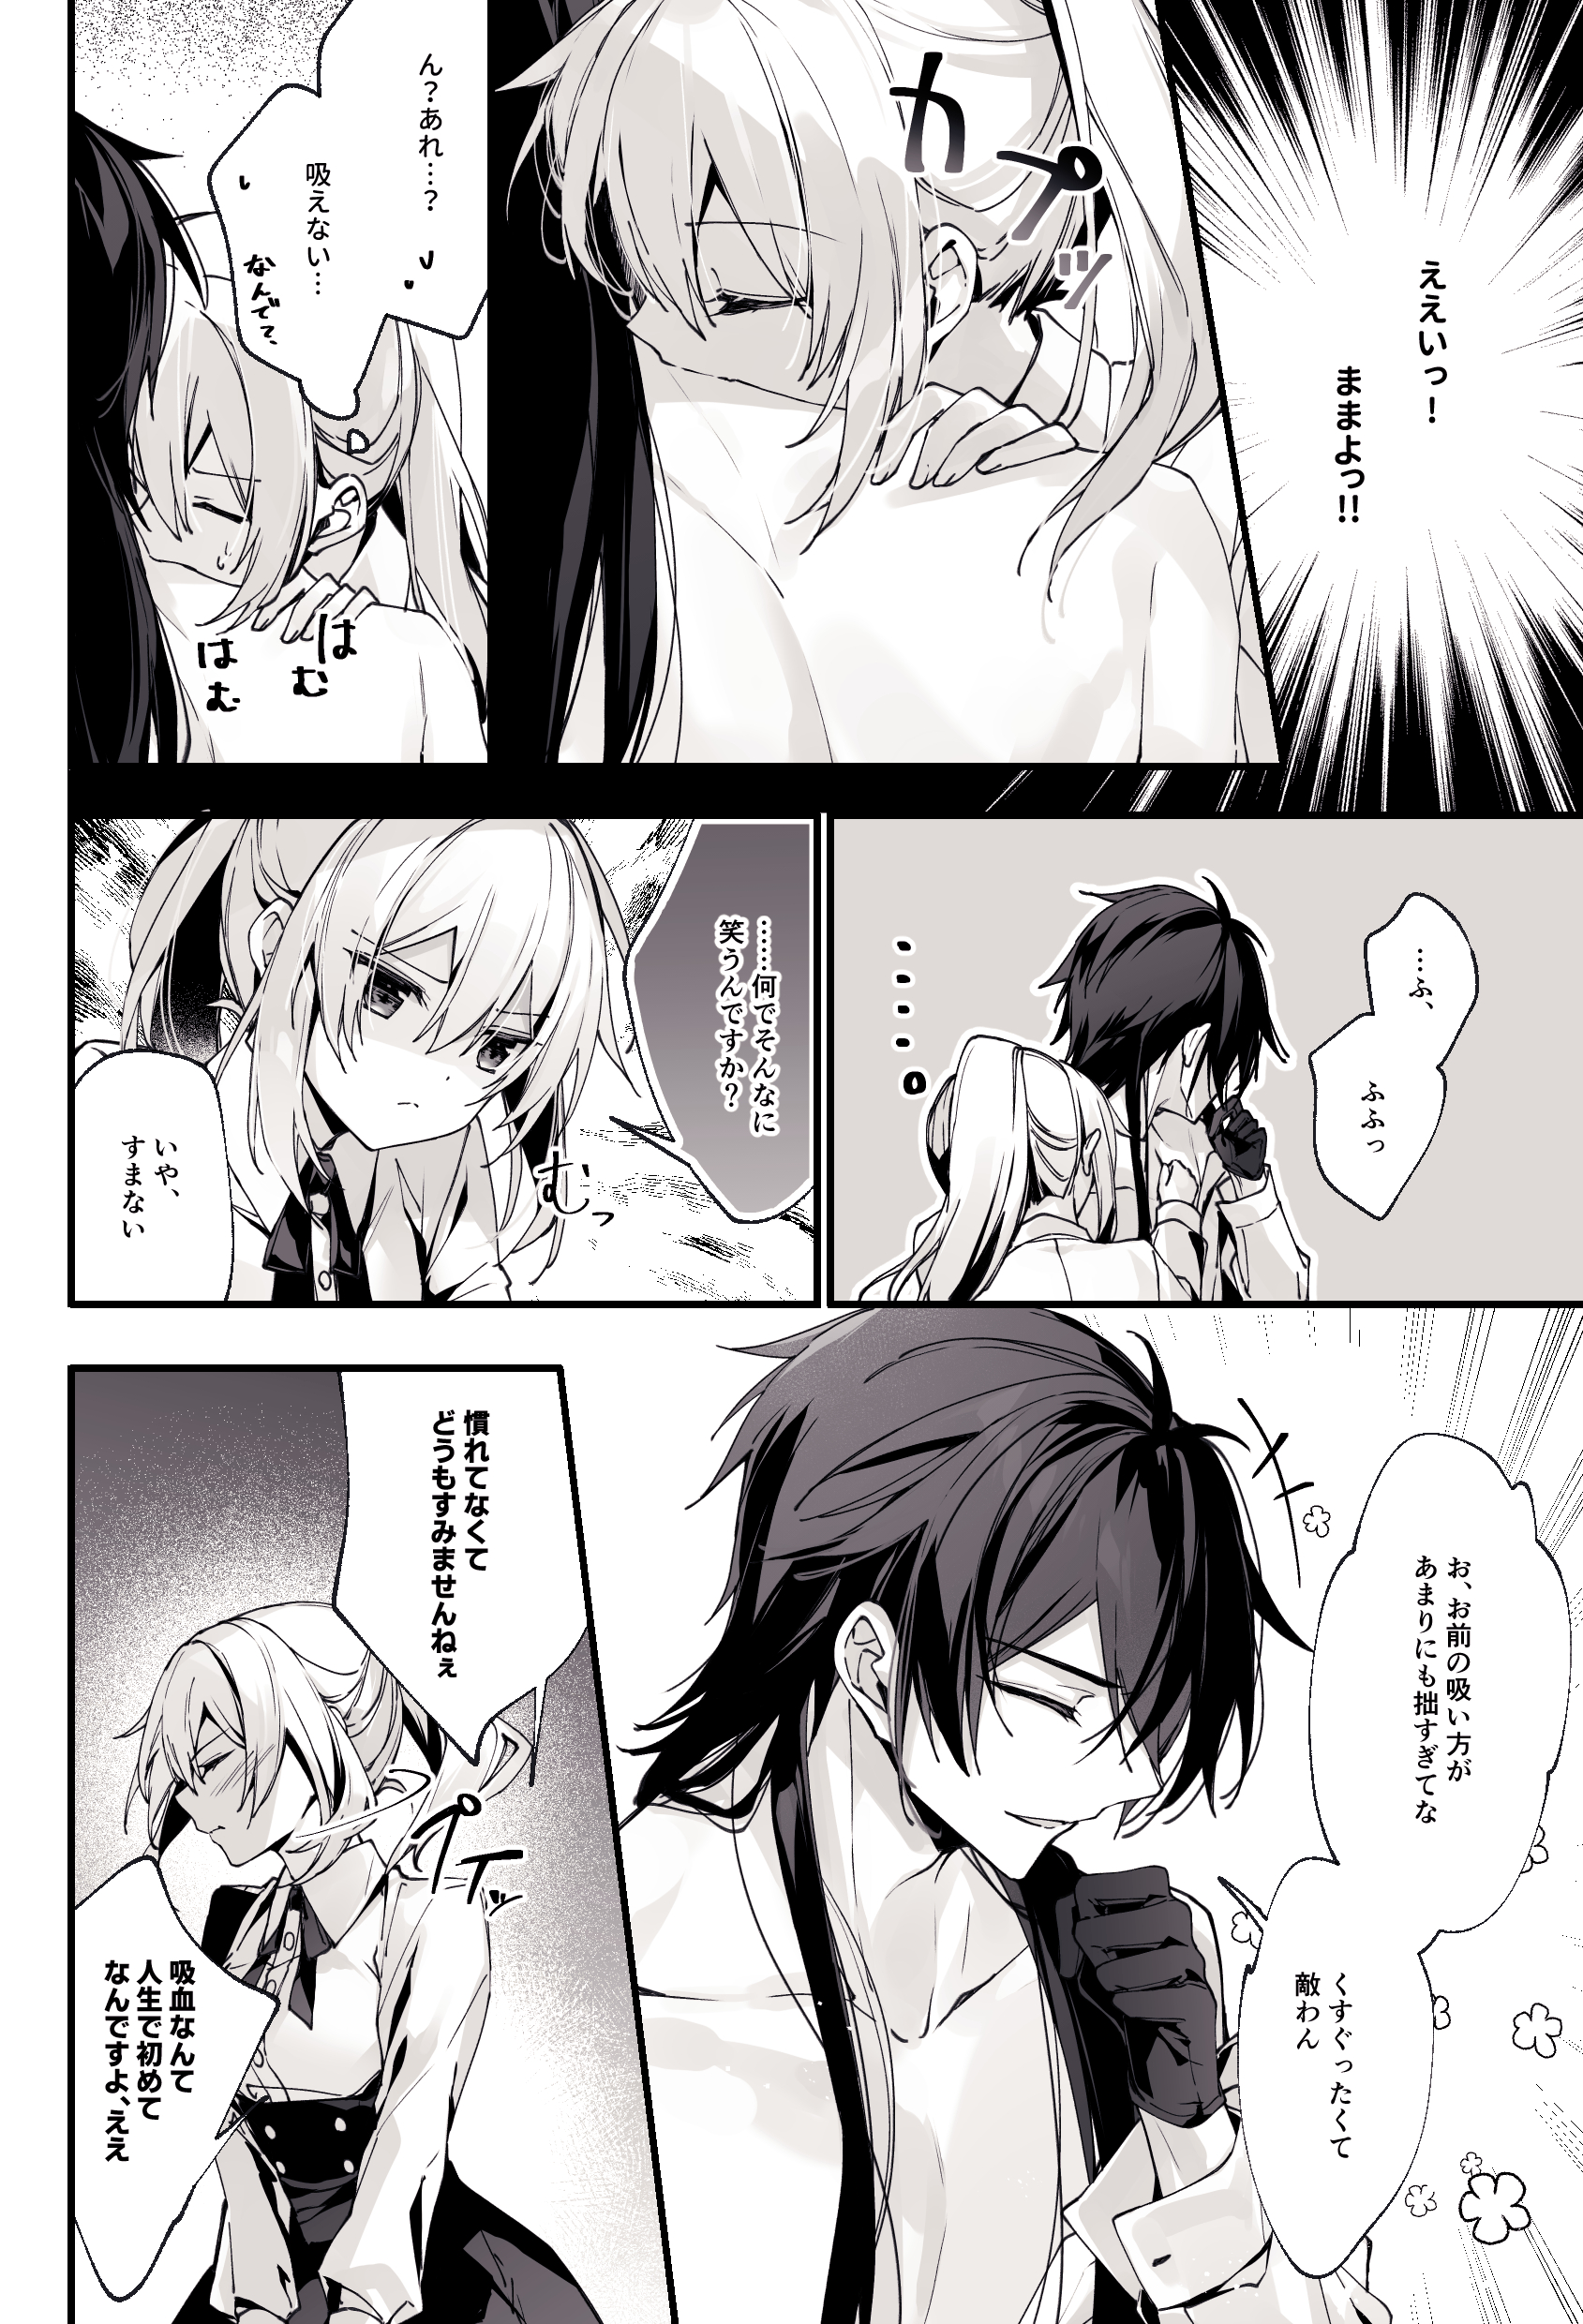 ええいっ！
ままよっ!!
カプッ
ん？あれ…？
吸えない…
なんで？
はむ
はむ
…ふ、
ふふっ
……何でそんなに
笑うんですか？
むっ
いや、
すまない
お、お前の吸い方が
あまりにも拙すぎてな
くすぐったくて
敵わん
慣れてなくて
どうもすみませんねぇ
プイッ
吸血なんて
人生で初めて
なんですよ、ええ